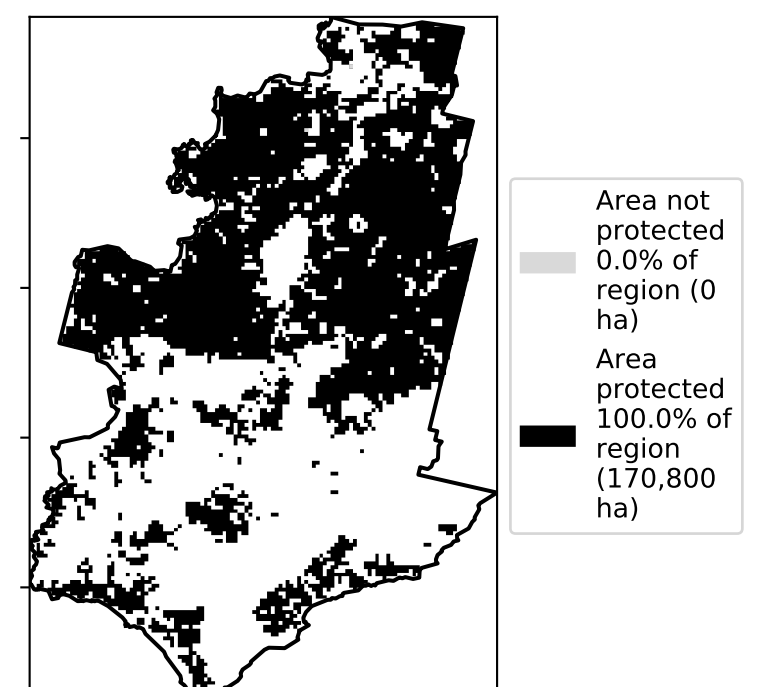 Area not
protected
0.0% of
region (0
ha)
Area
protected
100.0% of
region
(170,800
ha)